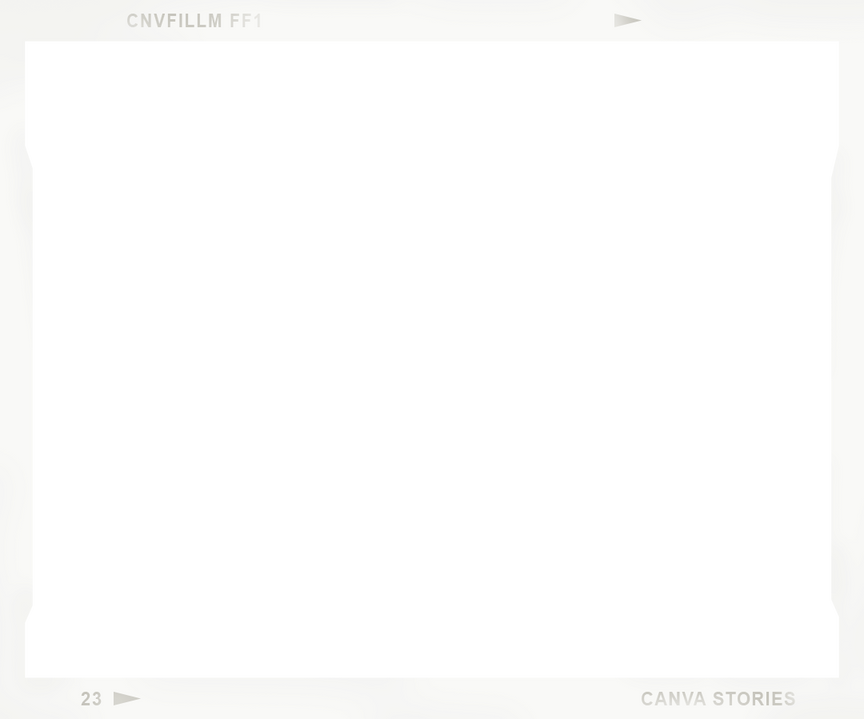 CNVFILLM FF1
23
CANVA STORIES